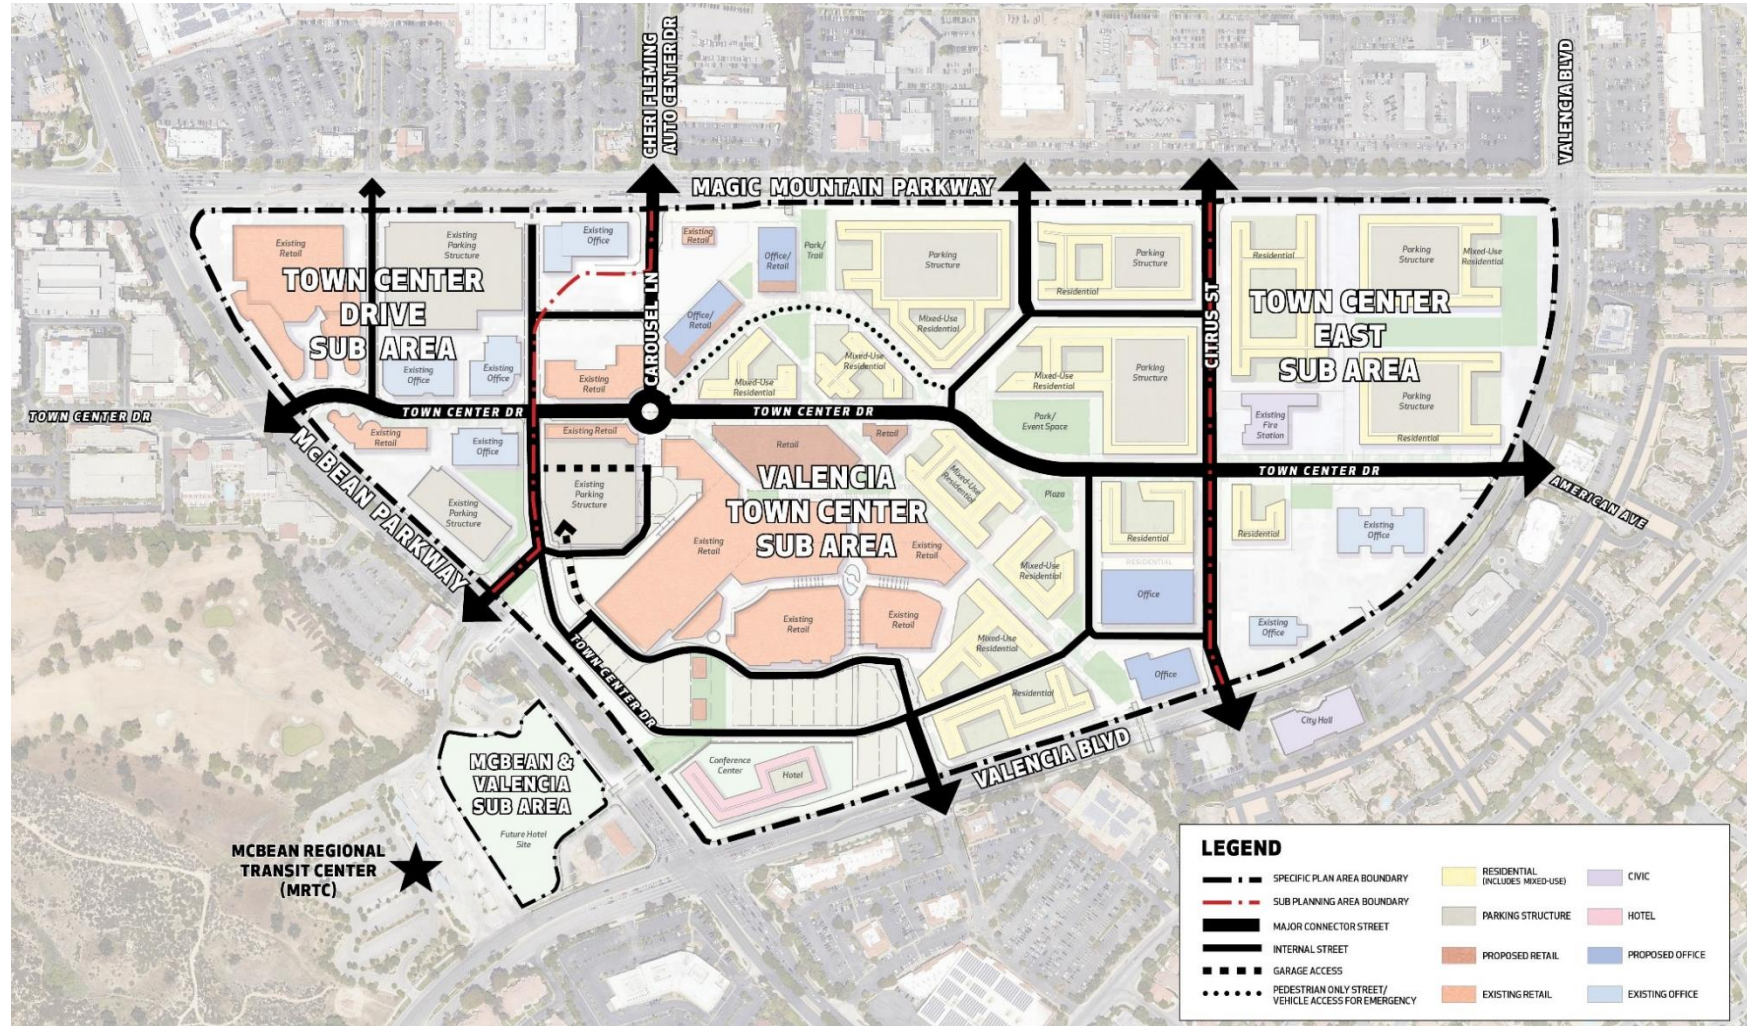 CHERI FLEMING
AUTO CENTER DR
VALENCIA BLVD
MAGIC MOUNTAIN PARKWAY
Existing
Retail
Existing
Parking
Structure
Existing
Office
Existing
Retail
Office/
Retail
Park/
Trail
Parking
Structure
Parking
Structure
Residential
Residential
Parking
Structure
Mixed-Use
Residential
TOWN CENTER
DRIVE
SUB AREA
CAROUSEL LN
Office/
Retail
Mixed-Use
Residential
CITRUS ST
TOWN CENTER
EAST
SUB AREA
Existing
Office
Existing
Office
Existing
Retail
Mixed-Use
Residential
Mixed-Use
Residential
Mixed-Use
Residential
Parking
Structure
Parking
Structure
Residential
TOWN CENTER DR
TOWN CENTER DR
TOWN CENTER DR
Park/
Event Space
Existing
Fire
Station
Existing
Retail
Existing
Office
Existing Retail
Retail
Retail
TOWN CENTER DR
AMERICAN AVE
MCBEAN PARKWAY
Existing
Parking
Structure
Existing
Parking
Structure
VALENCIA
TOWN CENTER
SUB AREA
Mixed-Use
Residential
Plaza
Residential
RESIDENTIAL
Residential
Existing
Office
Existing
Retail
Existing
Retail
Mixed-Use
Residential
Office
Existing
Retail
Existing
Retail
Mixed-Use
Residential
Existing
Office
TOWN CENTER DR
Residential
Office
City Hall
Conference
Center
Hotel
VALENCIA BLVD
MCBEAN &
VALENCIA
SUB AREA
Future Hotel
Site
MCBEAN REGIONAL
TRANSIT CENTER
(MRTC)
LEGEND
SPECIFIC PLAN AREA BOUNDARY
SUB PLANNING AREA BOUNDARY
MAJOR CONNECTOR STREET
INTERNAL STREET
GARAGE ACCESS
PEDESTRIAN ONLY STREET/
VEHICLE ACCESS FOR EMERGENCY
RESIDENTIAL
(INCLUDES MIXED-USE)
PARKING STRUCTURE
PROPOSED RETAIL
EXISTING RETAIL
CIVIC
HOTEL
PROPOSED OFFICE
EXISTING OFFICE